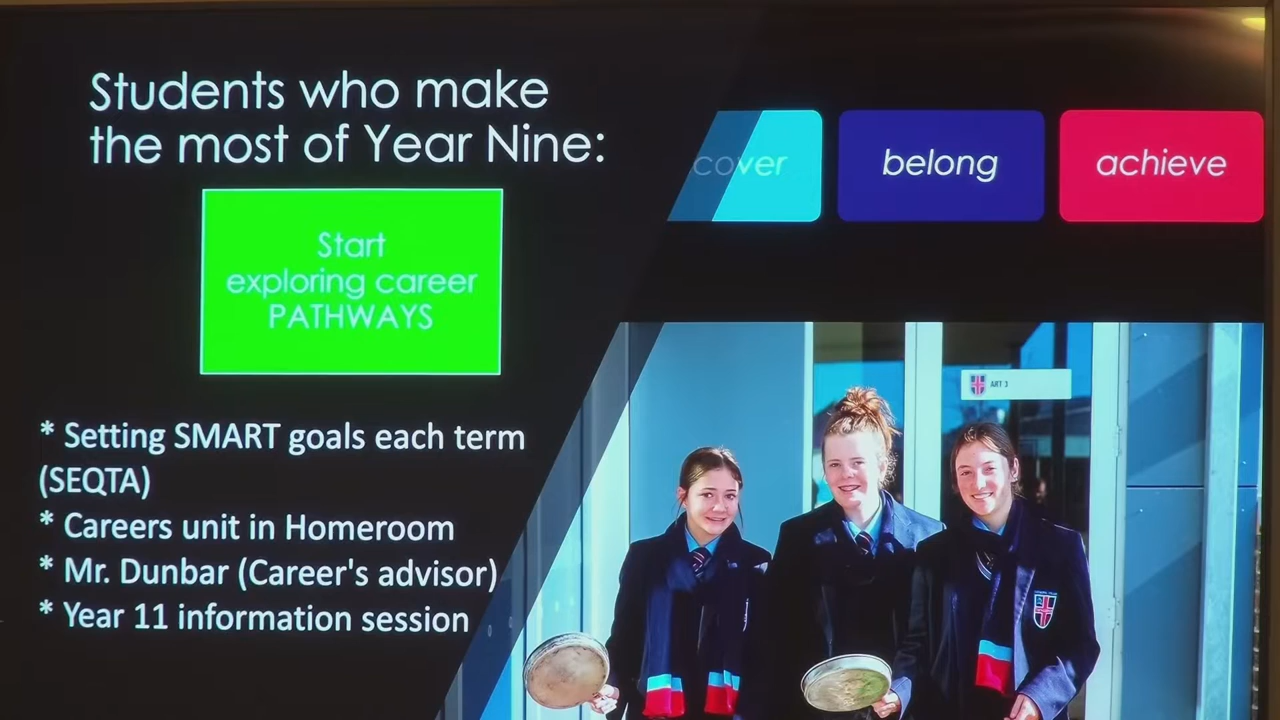 Students who make
the most of Year Nine:
cover
belong
achieve
Start
exploring career
PATHWAYS
ART 3
* Setting SMART goals each term
(SEQTA)
* Careers unit in Homeroom
* Mr. Dunbar (Career's advisor)
* Year 11 information session